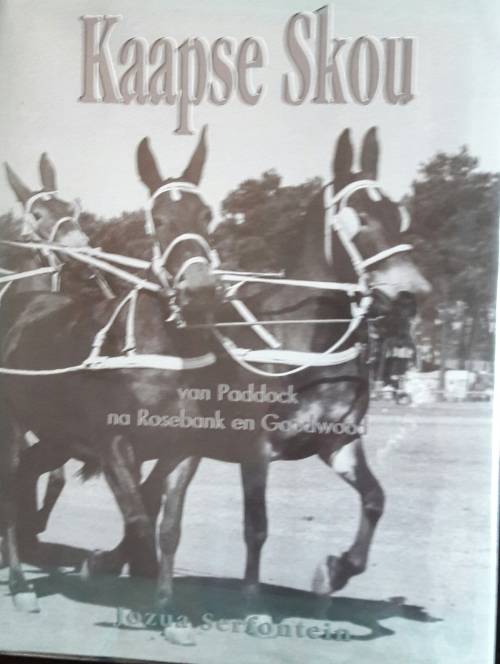 Kaapse Skou
van Paddock
na Rosebank en Goodwood
Jozua Serfontein